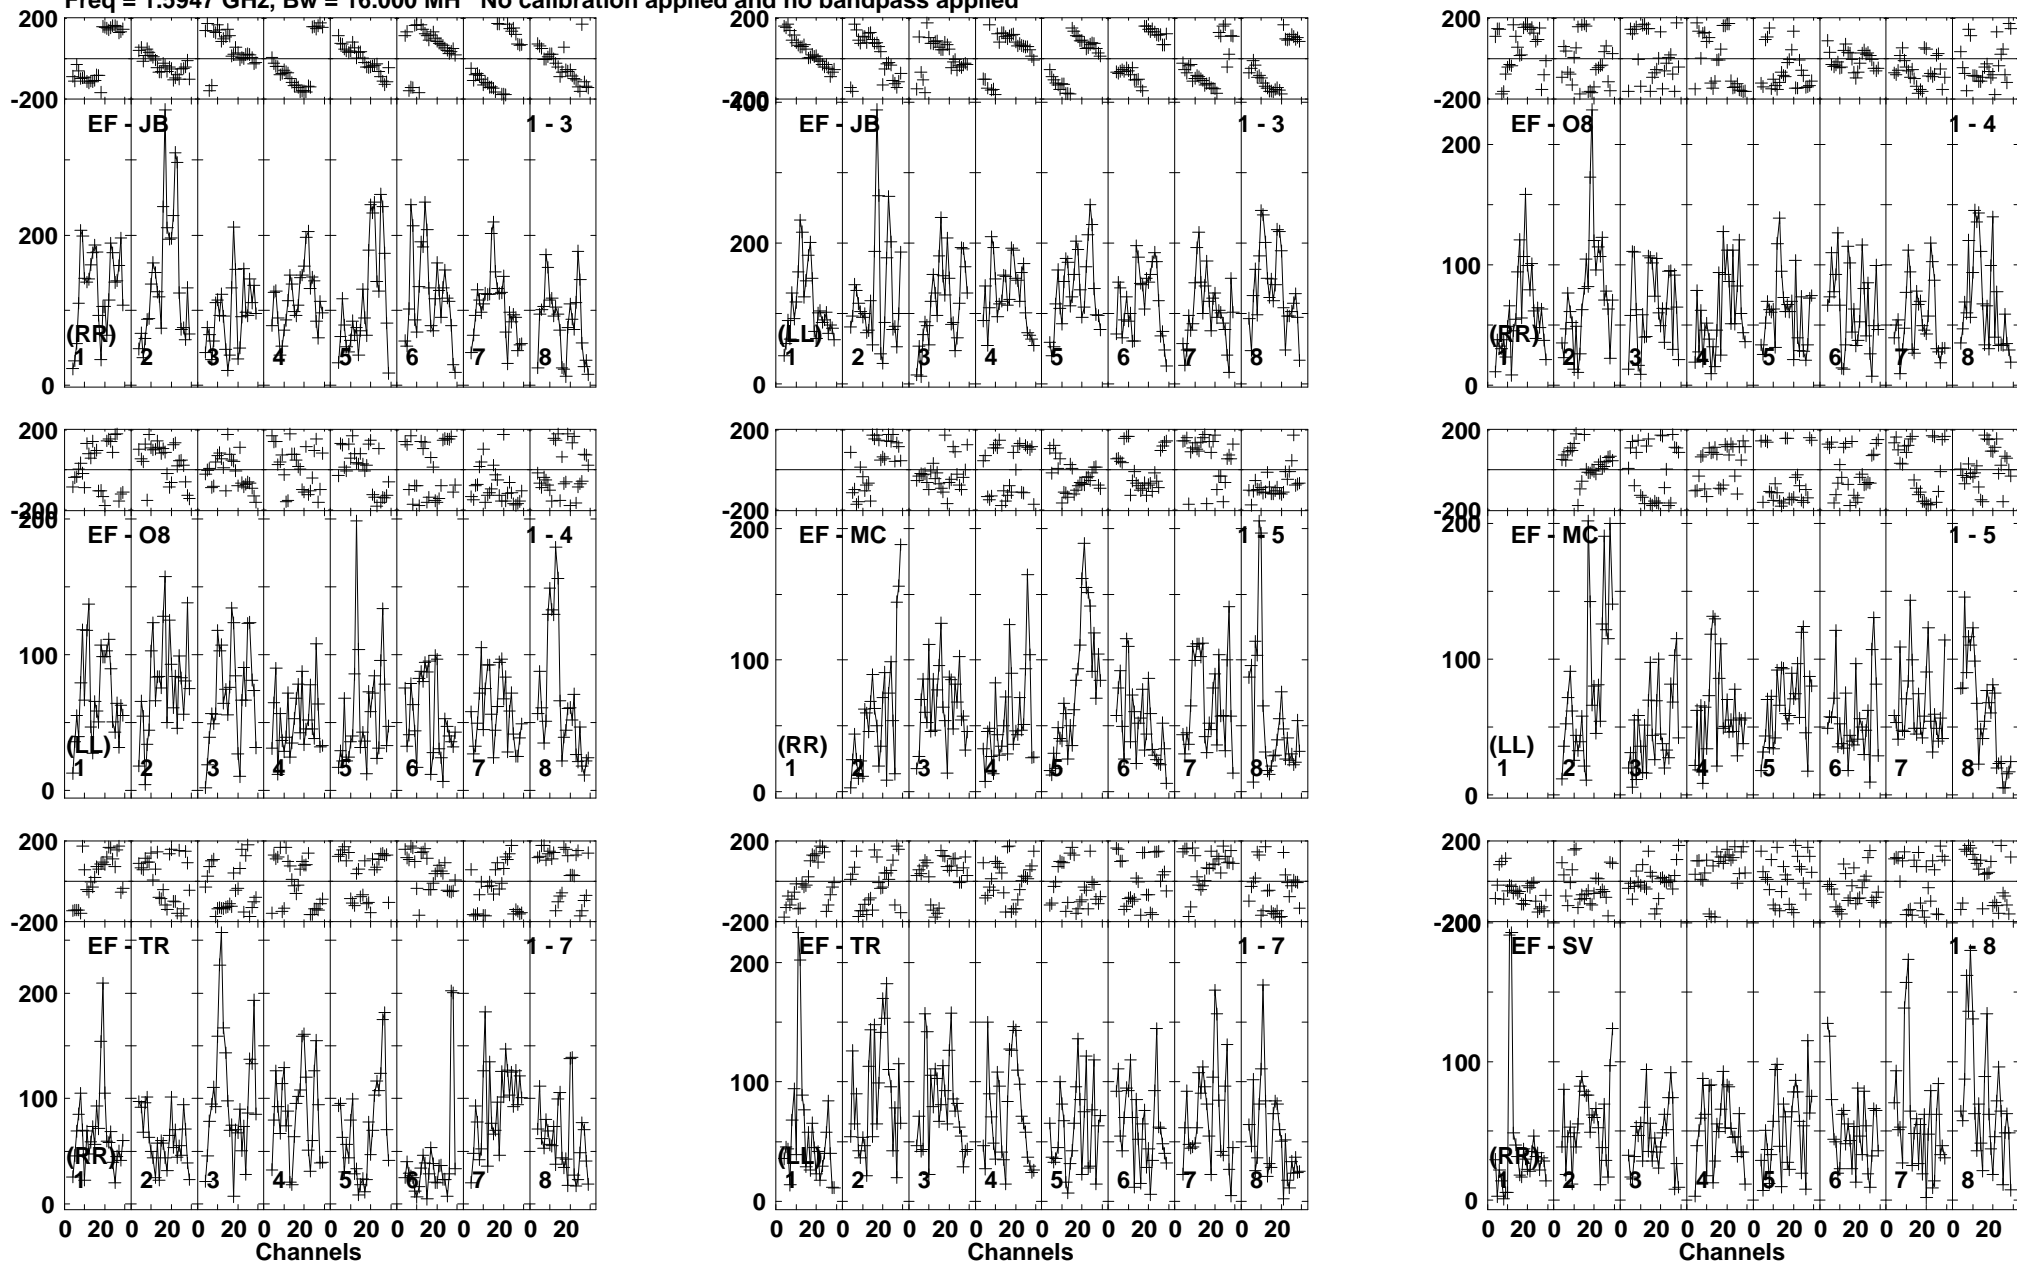 Freq = 1.5947 GHz, Bw = 16.000 MH No calibration applied and no bandpass applied
200 200 200
-200 -200 -200
400
EF - JB 1 - 3 EF - JB 1 - 3 EF - O8 1 - 4
200
200 200
100
(RR) (LL) (RR)
1 2 3 4 5 6 7 8 1 2 3 4 5 6 7 8 1 2 3 4 5 6 7 8
0 0 0
200 200 200
-200 -200 -200
200 200 200
EF - O8 1 - 4 EF - MC 1 - 5 EF - MC 1 - 5
100 100 100
(LL) (RR) (LL)
1 2 3 4 5 6 7 8 1 2 3 4 5 6 7 8 1 2 3 4 5 6 7 8
0 0 0
200 200 200
-200 -200 -200
200
EF - TR 1 - 7 EF - TR 1 - 7 EF - SV 1 - 8
200 200
100 100 100
(RR) (LL) (RR)
1 2 3 4 5 6 7 8 1 2 3 4 5 6 7 8 1 2 3 4 5 6 7 8
0 0 0
0 20 0 20 0 20 0 20 0 20 0 20 0 20 0 20 0 20 0 20 0 20 0 20 0 20 0 20 0 20 0 20 0 20 0 20 0 20 0 20 0 20 0 20 0 20 0 20
Channels Channels Channels